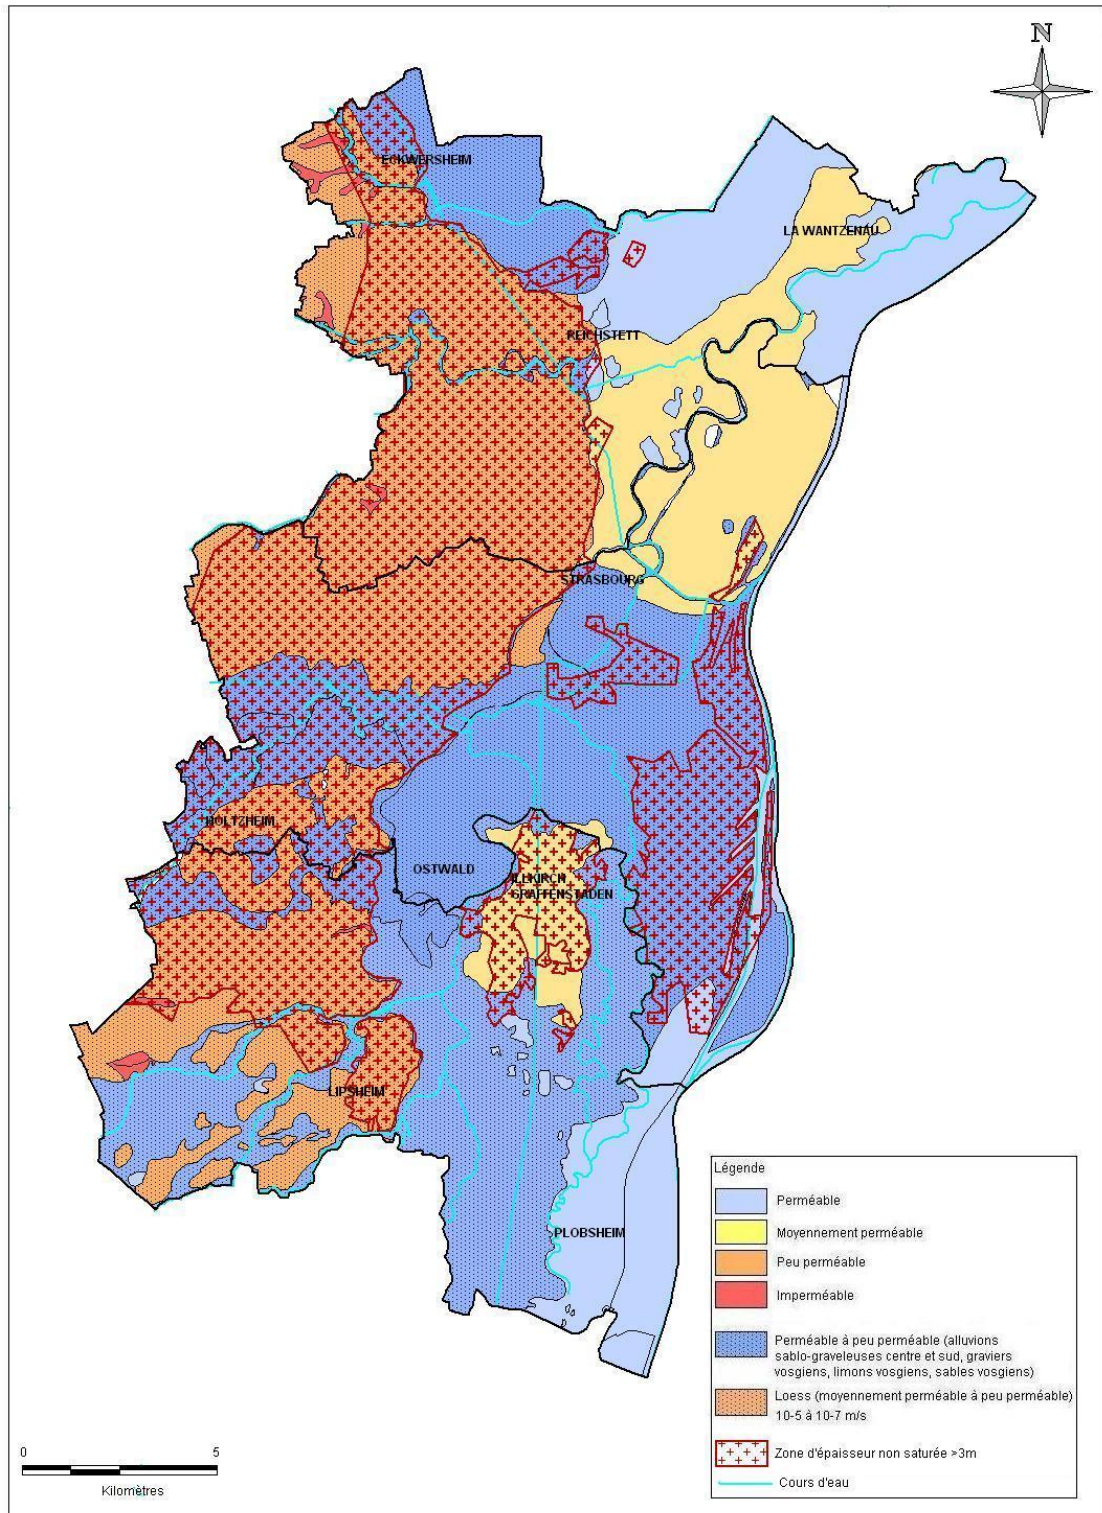 N
ECKWERSHEIM
LA WANTZENAU
REICHSTETT
STRASBOURG
HOLTZHEIM
OSTWALD
ILLKIRCH
GRAFFENSTADEN
LIPSHEIM
PLOBSHEIM
Légende
Perméable
Moyennement perméable
Peu perméable
Imperméable
Perméable à peu perméable (alluvions
sablo-graveleuses centre et sud, graviers
vosgiens, limons vosgiens, sables vosgiens)
Loess (moyennement perméable à peu perméable)
10-5 à 10-7 m/s
Zone d'épaisseur non saturée >3m
Cours d'eau
0 5
Kilomètres